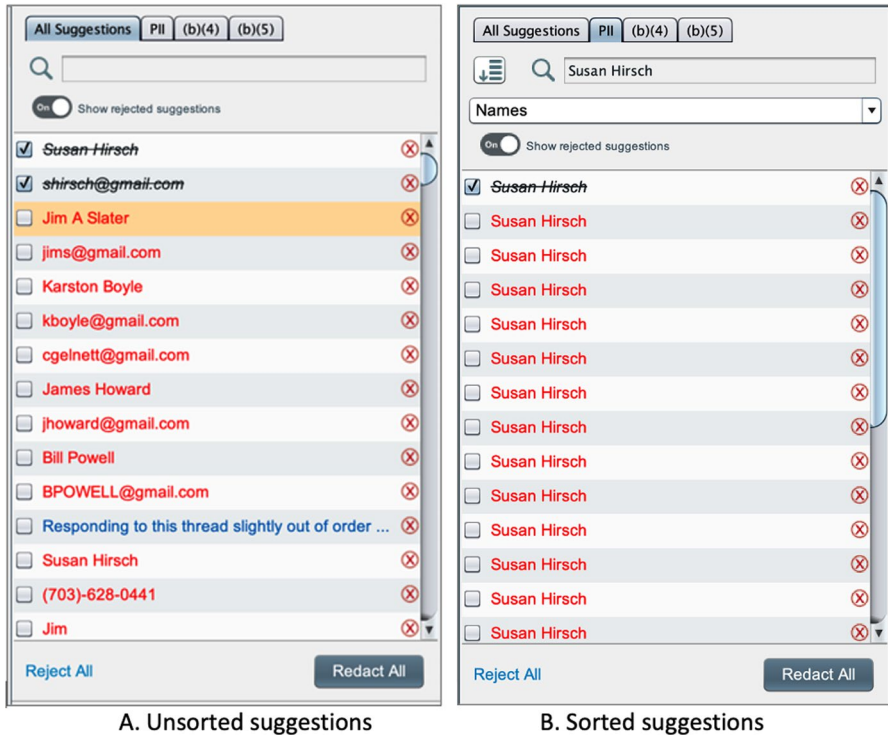 All Suggestions PII (b)(4) (b)(5)
On Show rejected suggestions
Susan Hirsch
shirsch@gmail.com
Jim A Slater
jims@gmail.com
Karston Boyle
kboyle@gmail.com
cgelnett@gmail.com
James Howard
jhoward@gmail.com
Bill Powell
BPOWELL@gmail.com
Responding to this thread slightly out of order ...
Susan Hirsch
(703)-628-0441
Jim
Reject All Redact All
A. Unsorted suggestions
All Suggestions PII (b)(4) (b)(5)
Susan Hirsch
Names
On Show rejected suggestions
Susan Hirsch
Susan Hirsch
Susan Hirsch
Susan Hirsch
Susan Hirsch
Susan Hirsch
Susan Hirsch
Susan Hirsch
Susan Hirsch
Susan Hirsch
Susan Hirsch
Susan Hirsch
Susan Hirsch
Susan Hirsch
Reject All Redact All
B. Sorted suggestions